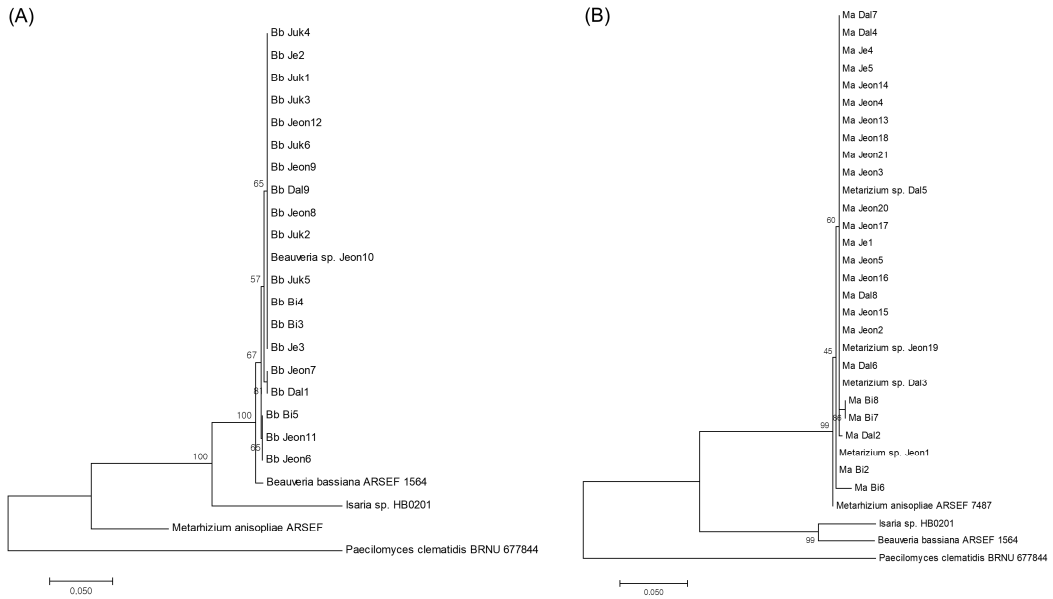 (A)
Bb Juk4
Bb Je2
Bb Juk1
Bb Juk3
Bb Jeon12
Bb Juk6
Bb Jeon9
65
Bb Dal9
Bb Jeon8
Bb Juk2
Beauveria sp. Jeon10
57
Bb Juk5
Bb Bi4
Bb Bi3
67
Bb Je3
Bb Jeon7
81
Bb Dal1
100
Bb Bi5
Bb Jeon11
65
Bb Jeon6
100
Beauveria bassiana ARSEF 1564
Isaria sp. HB0201
Metarhizium anisopliae ARSEF
Paecilomyces clematidis BRNU 677844
0.050
(B)
Ma Dal7
Ma Dal4
Ma Je4
Ma Je5
Ma Jeon14
Ma Jeon4
Ma Jeon13
Ma Jeon18
Ma Jeon21
Ma Jeon3
Metarizium sp. Dal5
Ma Jeon20
60
Ma Jeon17
Ma Je1
Ma Jeon5
Ma Jeon16
Ma Dal8
Ma Jeon15
Ma Jeon2
45
Metarizium sp. Jeon19
Ma Dal6
Metarizium sp. Dal3
Ma Bi8
86
Ma Bi7
99
Ma Dal2
Metarizium sp. Jeon1
Ma Bi2
Ma Bi6
Metarhizium anisopliae ARSEF 7487
Isaria sp. HB0201
99
Beauveria bassiana ARSEF 1564
Paecilomyces clematidis BRNU 677844
0.050